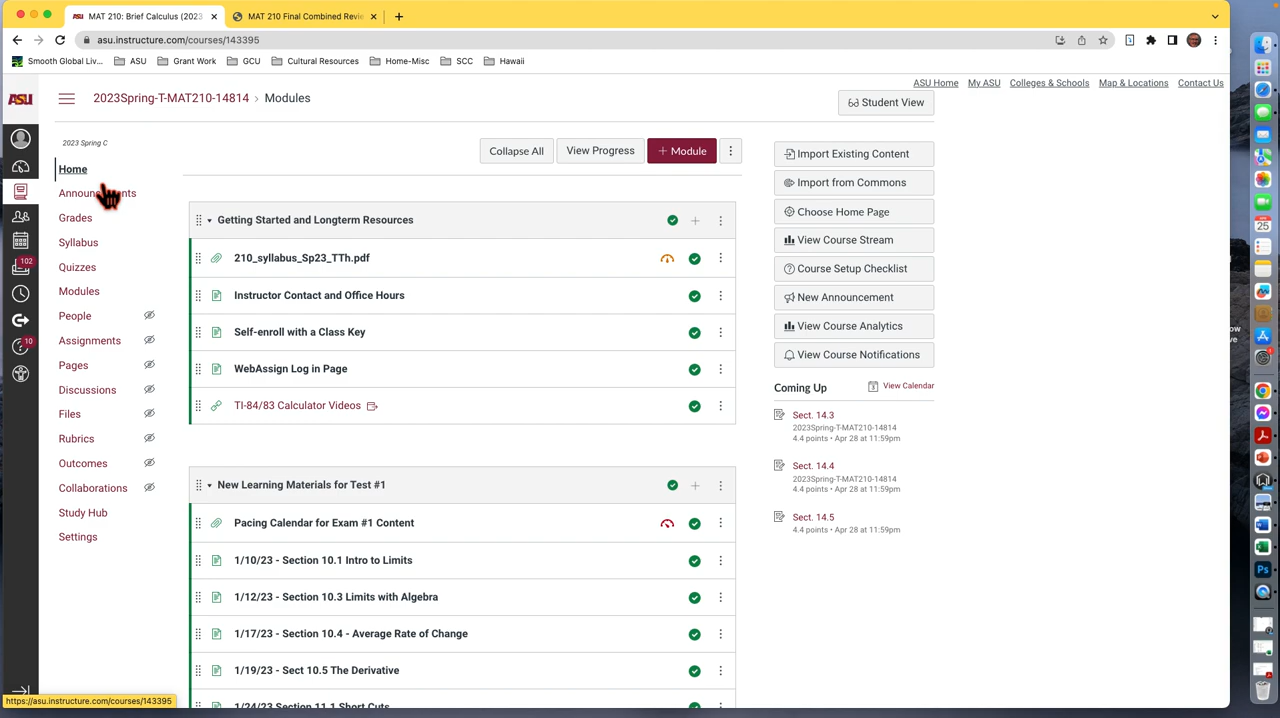 MAT 210: Brief Calculus (2023
MAT 210 Final Combined Revie
asu.instructure.com/courses/143395
Smooth Global Liv...
ASU
Grant Work
GCU
Cultural Resources
Home-Misc
SCC
Hawaii
ASU Home
My ASU
Colleges & Schools
Map & Locations
Contact Us
ASU
2023Spring-T-MAT210-14814 › Modules
Student View
2023 Spring C
Home
Announcements
Grades
Syllabus
Quizzes
Modules
People
Assignments
Pages
Discussions
Files
Rubrics
Outcomes
Collaborations
Study Hub
Settings
102
10
Collapse All
View Progress
+ Module
Getting Started and Longterm Resources
210_syllabus_Sp23_TTh.pdf
Instructor Contact and Office Hours
Self-enroll with a Class Key
WebAssign Log in Page
TI-84/83 Calculator Videos
New Learning Materials for Test #1
Pacing Calendar for Exam #1 Content
1/10/23 - Section 10.1 Intro to Limits
1/12/23 - Section 10.3 Limits with Algebra
1/17/23 - Section 10.4 - Average Rate of Change
1/19/23 - Sect 10.5 The Derivative
1/24/23 Section 11.1 Short Cuts
Import Existing Content
Import from Commons
Choose Home Page
View Course Stream
Course Setup Checklist
New Announcement
View Course Analytics
View Course Notifications
Coming Up
View Calendar
Sect. 14.3
2023Spring-T-MAT210-14814
4.4 points • Apr 28 at 11:59pm
Sect. 14.4
2023Spring-T-MAT210-14814
4.4 points • Apr 28 at 11:59pm
Sect. 14.5
4.4 points • Apr 28 at 11:59pm
https://asu.instructure.com/courses/143395
25